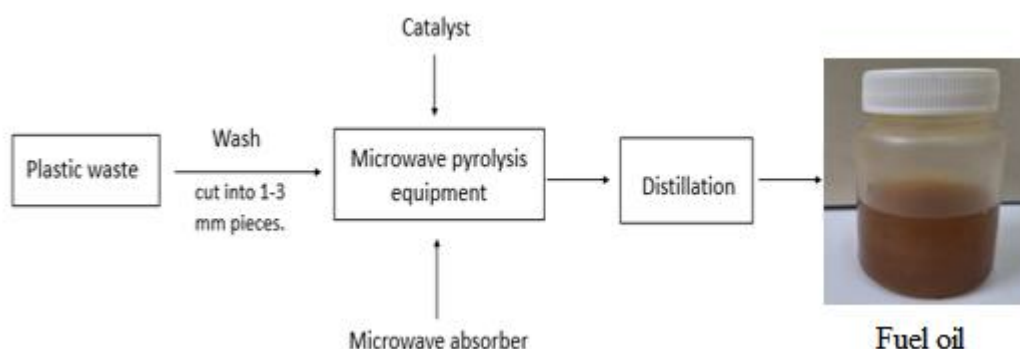 Catalyst
Plastic waste
Wash
cut into 1-3
mm pieces.
Microwave pyrolysis
equipment
Distillation
Microwave absorber
Fuel oil